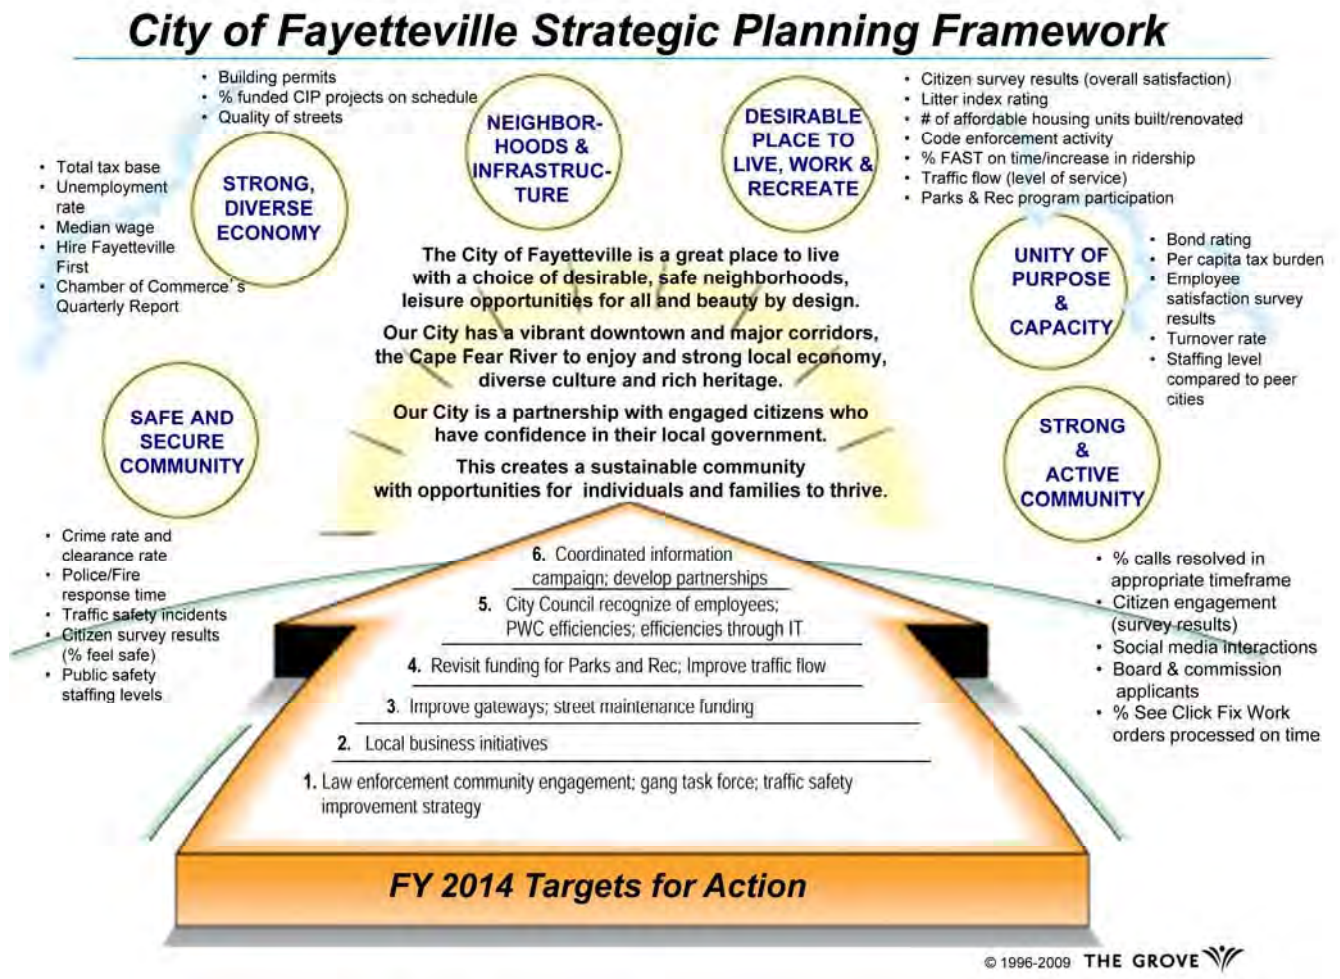 City of Fayetteville Strategic Planning Framework
• Building permits
• % funded CIP projects on schedule
• Quality of streets
• Total tax base
• Unemployment
rate
• Median wage
• Hire Fayetteville
First
• Chamber of Commerce's
Quarterly Report
STRONG,
DIVERSE
ECONOMY
NEIGHBOR-
HOODS &
INFRASTRUC-
TURE
DESIRABLE
PLACE TO
LIVE, WORK &
RECREATE
• Citizen survey results (overall satisfaction)
• Litter index rating
• # of affordable housing units built/renovated
• Code enforcement activity
• % FAST on time/increase in ridership
• Traffic flow (level of service)
• Parks & Rec program participation
UNITY OF
PURPOSE
&
CAPACITY
• Bond rating
• Per capita tax burden
• Employee
satisfaction survey
results
• Turnover rate
• Staffing level
compared to peer
cities
The City of Fayetteville is a great place to live
with a choice of desirable, safe neighborhoods,
leisure opportunities for all and beauty by design.
Our City has a vibrant downtown and major corridors,
the Cape Fear River to enjoy and strong local economy,
diverse culture and rich heritage.
Our City is a partnership with engaged citizens who
have confidence in their local government.
This creates a sustainable community
with opportunities for individuals and families to thrive.
SAFE AND
SECURE
COMMUNITY
• Crime rate and
clearance rate
• Police/Fire
response time
• Traffic safety incidents
• Citizen survey results
(% feel safe)
• Public safety
staffing levels
STRONG
&
ACTIVE
COMMUNITY
• % calls resolved in
appropriate timeframe
• Citizen engagement
(survey results)
• Social media interactions
• Board & commission
applicants
• % See Click Fix Work
orders processed on time
6. Coordinated information
campaign; develop partnerships
5. City Council recognize of employees;
PWC efficiencies; efficiencies through IT
4. Revisit funding for Parks and Rec; Improve traffic flow
3. Improve gateways; street maintenance funding
2. Local business initiatives
1. Law enforcement community engagement; gang task force; traffic safety
improvement strategy
FY 2014 Targets for Action
© 1996-2009 THE GROVE